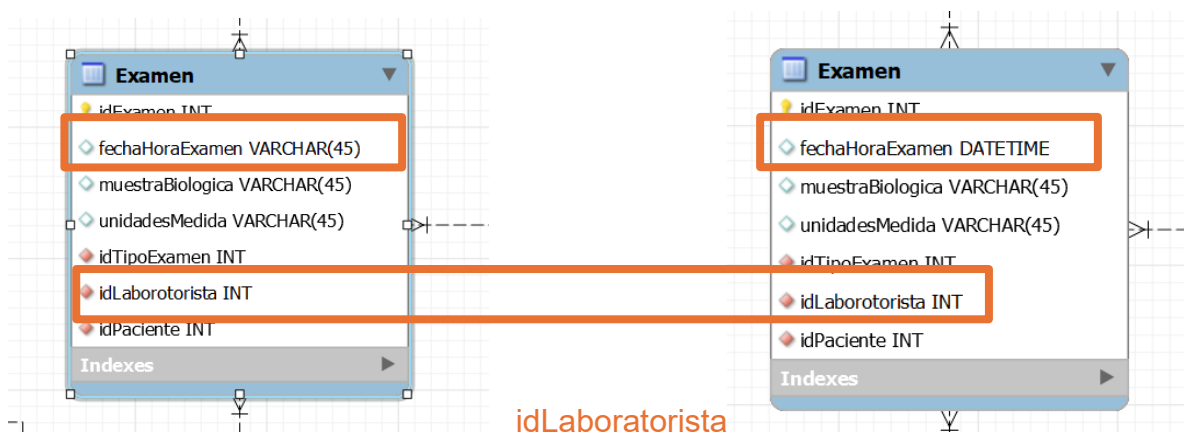 Examen
idExamen INT
fechaHoraExamen VARCHAR(45)
muestraBiologica VARCHAR(45)
unidadesMedida VARCHAR(45)
idTipoExamen INT
idLaborotorista INT
idPaciente INT
Indexes
Examen
idExamen INT
fechaHoraExamen DATETIME
muestraBiologica VARCHAR(45)
unidadesMedida VARCHAR(45)
idTipoExamen INT
idLaborotorista INT
idPaciente INT
Indexes
idLaboratorista